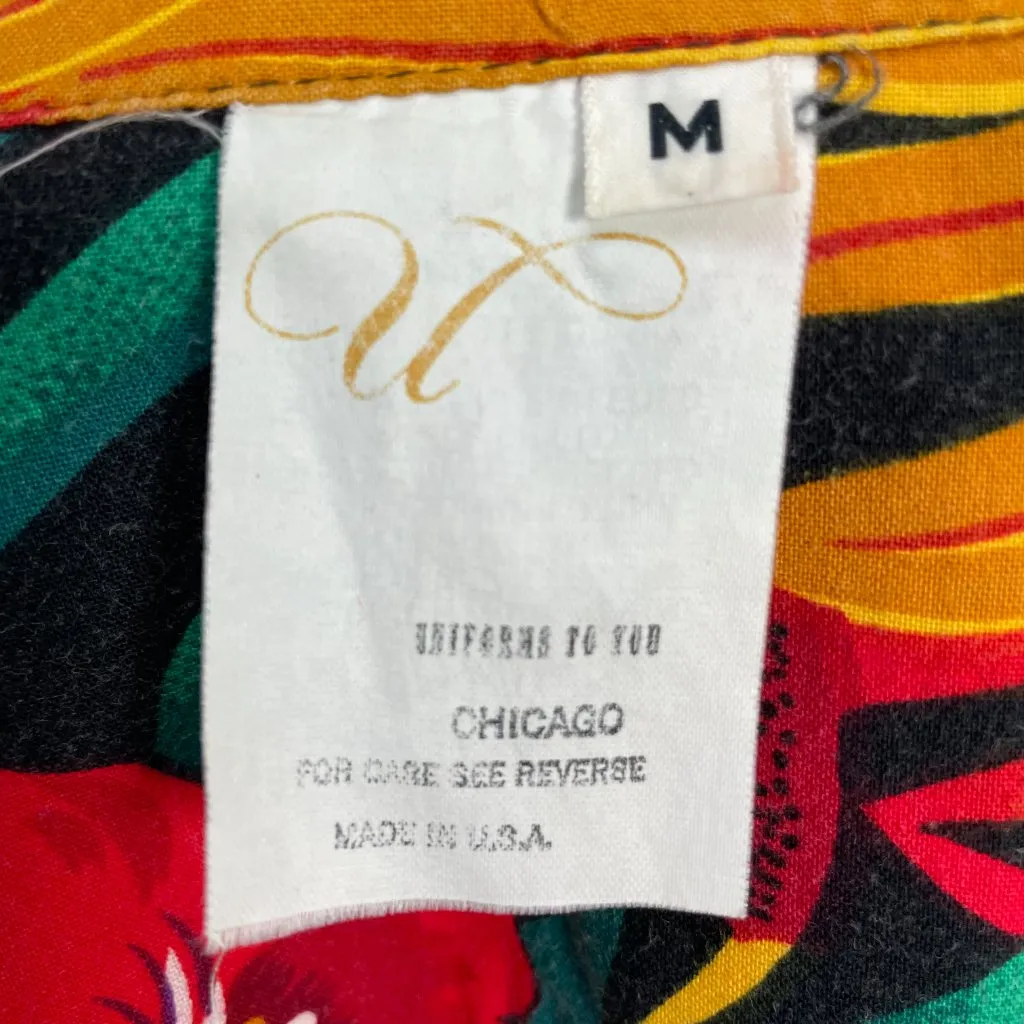 M
U
UNIFORMS TO YOU
CHICAGO
FOR CARE SEE REVERSE
MADE IN U.S.A.